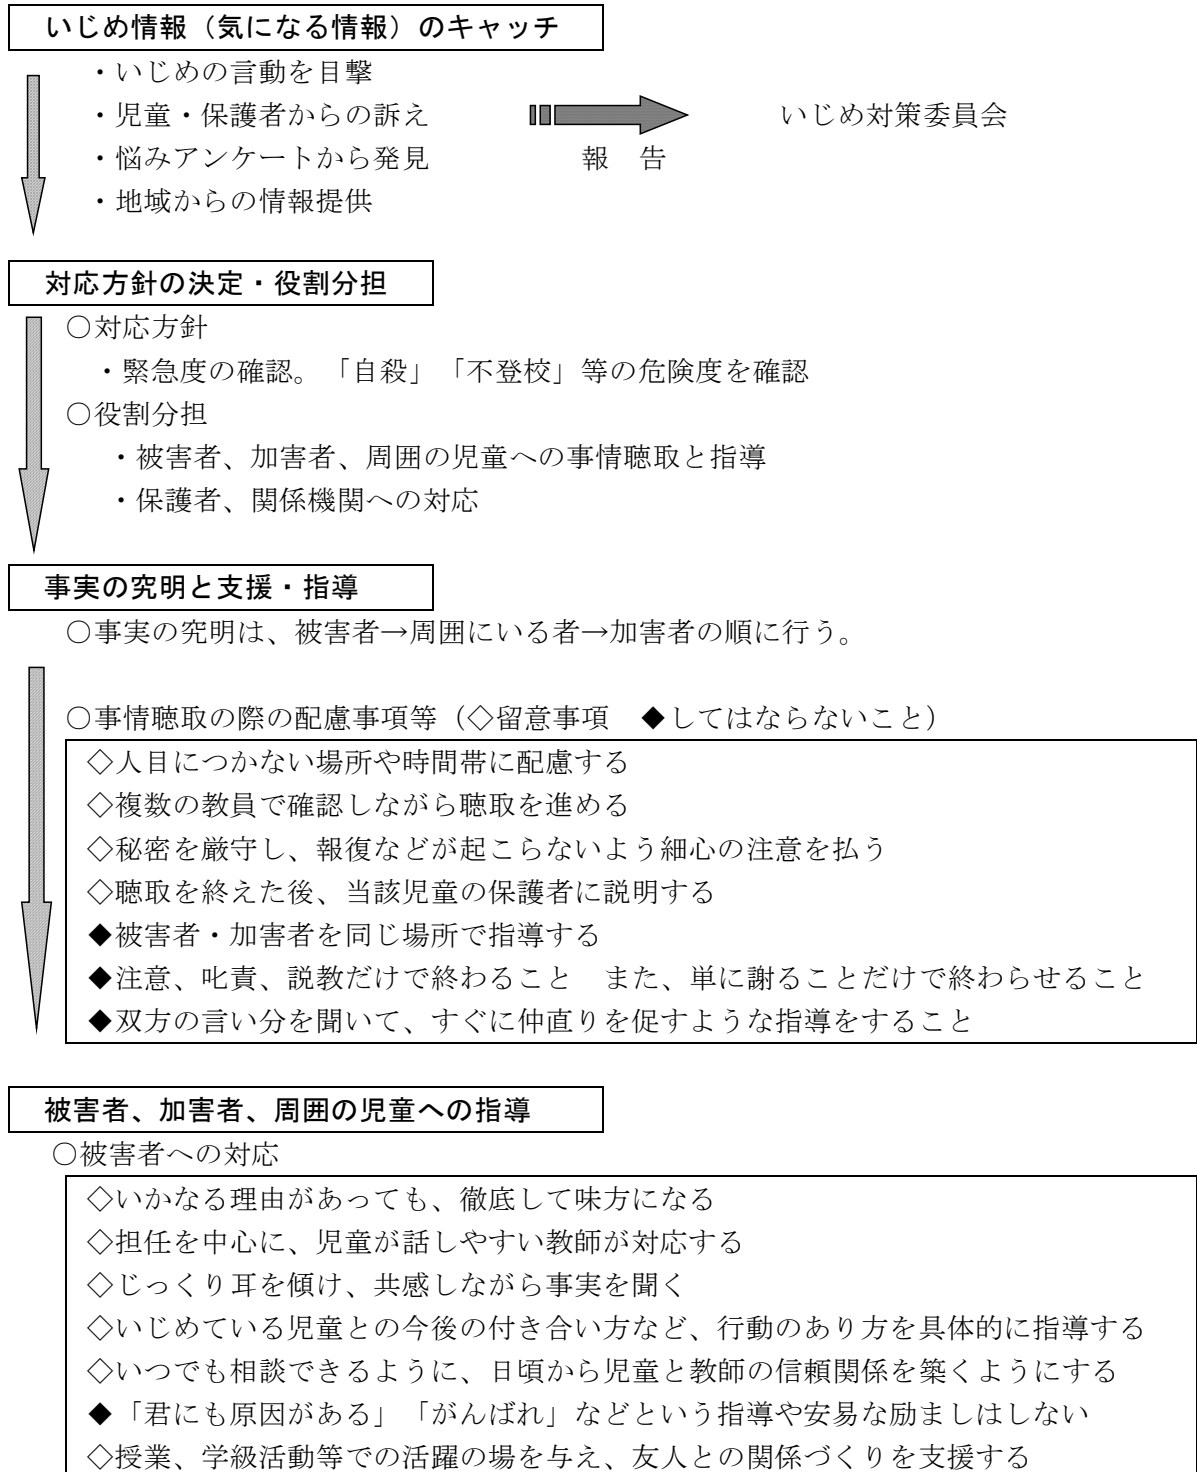 いじめ情報（気になる情報）のキャッチ
・いじめの言動を目撃
・児童・保護者からの訴え　いじめ対策委員会
・悩みアンケートから発見　報　告
・地域からの情報提供
対応方針の決定・役割分担
○対応方針
・緊急度の確認。「自殺」「不登校」等の危険度を確認
○役割分担
・被害者、加害者、周囲の児童への事情聴取と指導
・保護者、関係機関への対応
事実の究明と支援・指導
○事実の究明は、被害者→周囲にいる者→加害者の順に行う。
○事情聴取の際の配慮事項等（◇留意事項　◆してはならないこと）
◇人目につかない場所や時間帯に配慮する
◇複数の教員で確認しながら聴取を進める
◇秘密を厳守し、報復などが起こらないよう細心の注意を払う
◇聴取を終えた後、当該児童の保護者に説明する
◆被害者・加害者を同じ場所で指導する
◆注意、叱責、説教だけで終わること　また、単に謝ることだけで終わらせること
◆双方の言い分を聞いて、すぐに仲直りを促すような指導をすること
被害者、加害者、周囲の児童への指導
○被害者への対応
◇いかなる理由があっても、徹底して味方になる
◇担任を中心に、児童が話しやすい教師が対応する
◇じっくり耳を傾け、共感しながら事実を聞く
◇いじめている児童との今後の付き合い方など、行動のあり方を具体的に指導する
◇いつでも相談できるように、日頃から児童と教師の信頼関係を築くようにする
◆「君にも原因がある」「がんばれ」などという指導や安易な励ましはしない
◇授業、学級活動等での活躍の場を与え、友人との関係づくりを支援する